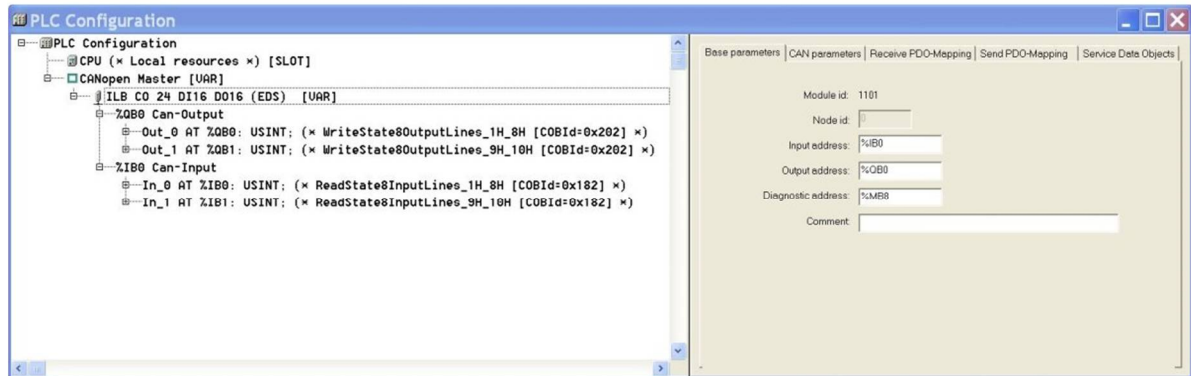 PLC Configuration
PLC Configuration
CPU (* Local resources *) [SLOT]
CANopen Master [VAR]
ILB CO 24 DI16 DO16 (EDS) [VAR]
%QB0 Can-Output
Out_0 AT %QB0: USINT; (* WriteState8OutputLines_1H_8H [COBId=0x202] *)
Out_1 AT %QB1: USINT; (* WriteState8OutputLines_9H_10H [COBId=0x202] *)
%IB0 Can-Input
In_0 AT %IB0: USINT; (* ReadState8InputLines_1H_8H [COBId=0x182] *)
In_1 AT %IB1: USINT; (* ReadState8InputLines_9H_10H [COBId=0x182] *)
Base parameters CAN parameters Receive PDO-Mapping Send PDO-Mapping Service Data Objects
Module id: 1101
Node id: 0
Input address: %IB0
Output address: %QB0
Diagnostic address: %MB8
Comment: